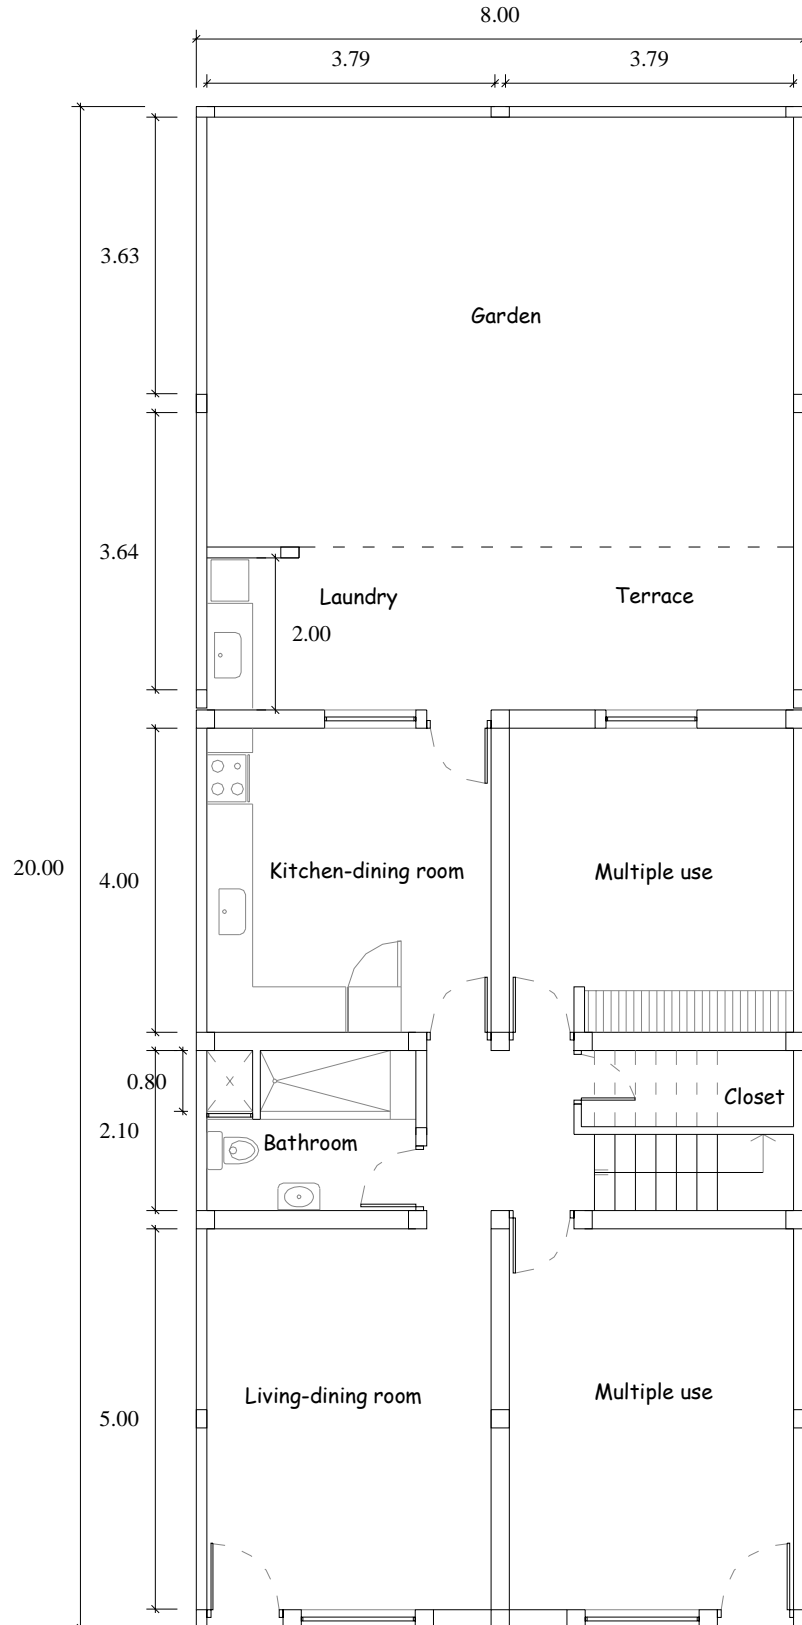 8.00
3.79 3.79
3.63
Garden
3.64
Laundry Terrace
2.00
20.00 4.00
Kitchen-dining room Multiple use
0.80
Closet
2.10
Bathroom
5.00
Living-dining room Multiple use